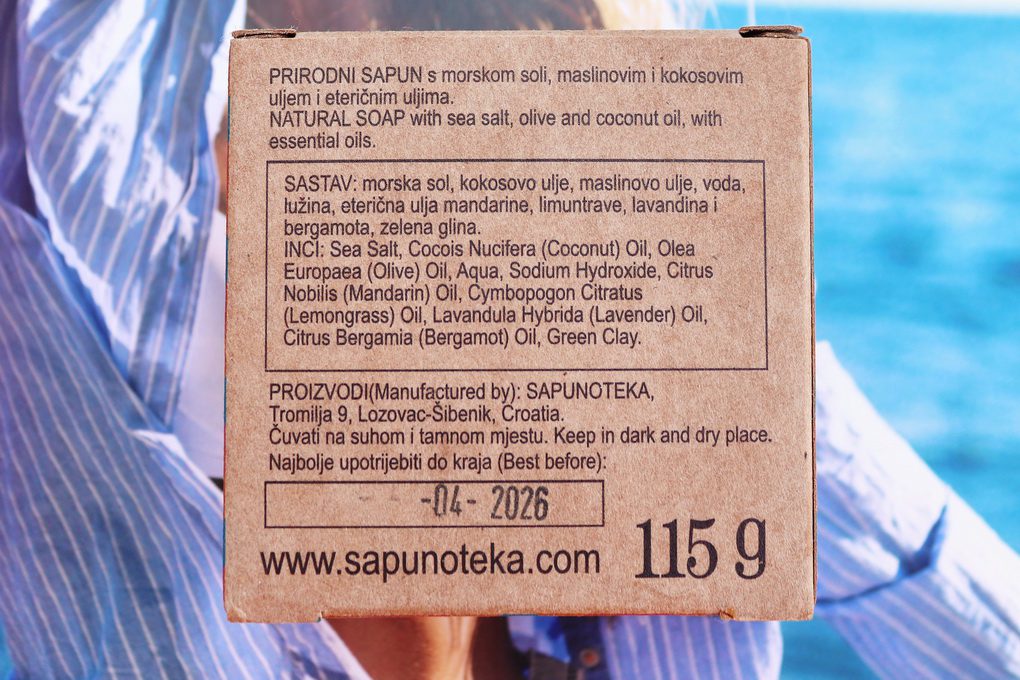 PRIRODNI SAPUN s morskom soli, maslinovim i kokosovim
uljem i eteričnim uljima.
NATURAL SOAP with sea salt, olive and coconut oil, with
essential oils.
SASTAV: morska sol, kokosovo ulje, maslinovo ulje, voda,
lužina, eterična ulja mandarine, limuntrave, lavandina i
bergamota, zelena glina.
INCI: Sea Salt, Cocois Nucifera (Coconut) Oil, Olea
Europaea (Olive) Oil, Aqua, Sodium Hydroxide, Citrus
Nobilis (Mandarin) Oil, Cymbopogon Citratus
(Lemongrass) Oil, Lavandula Hybrida (Lavender) Oil,
Citrus Bergamia (Bergamot) Oil, Green Clay.
PROIZVODI(Manufactured by): SAPUNOTEKA,
Tromilja 9, Lozovac-Šibenik, Croatia.
Čuvati na suhom i tamnom mjestu. Keep in dark and dry place.
Najbolje upotrijebiti do kraja (Best before):
-04- 2026
www.sapunoteka.com
115 g